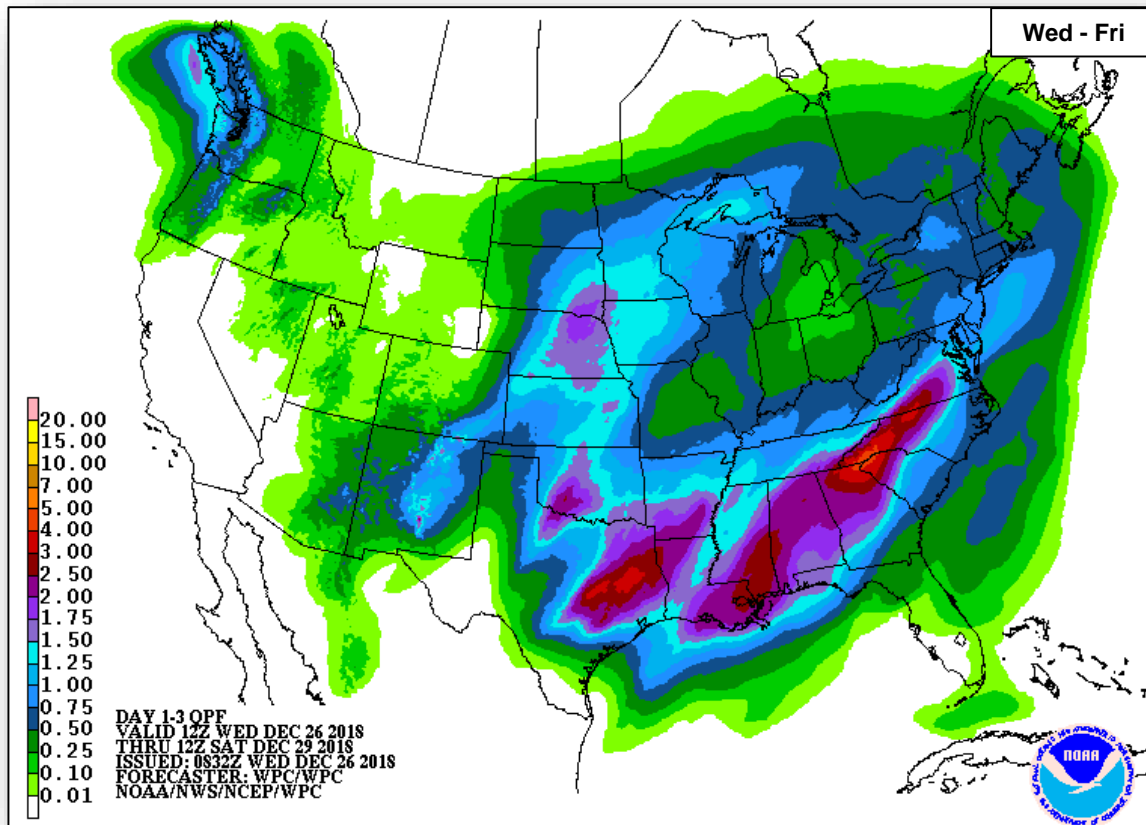 Wed - Fri
20.00
15.00
10.00
7.00
5.00
4.00
3.00
2.50
2.00
1.75
1.50
1.25
1.00
0.75
0.50
0.25
0.10
0.01
DAY 1-3 QPF
VALID 12Z WED DEC 26 2018
THRU 12Z SAT DEC 29 2018
ISSUED: 0832Z WED DEC 26 2018
FORECASTER: WPC/WPC
NOAA/NWS/NCEP/WPC
NOAA